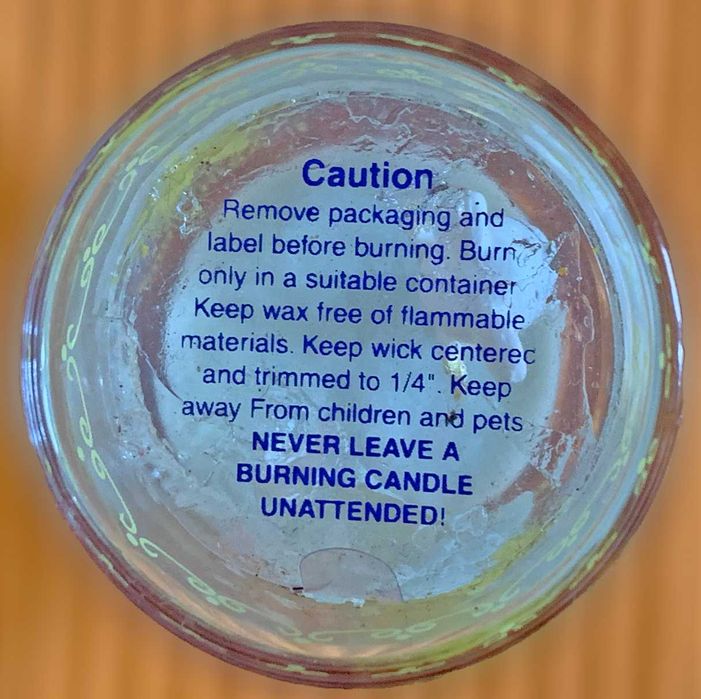 Caution
Remove packaging and
label before burning. Burn
only in a suitable container
Keep wax free of flammable
materials. Keep wick centered
and trimmed to 1/4". Keep
away From children and pets
NEVER LEAVE A
BURNING CANDLE
UNATTENDED!